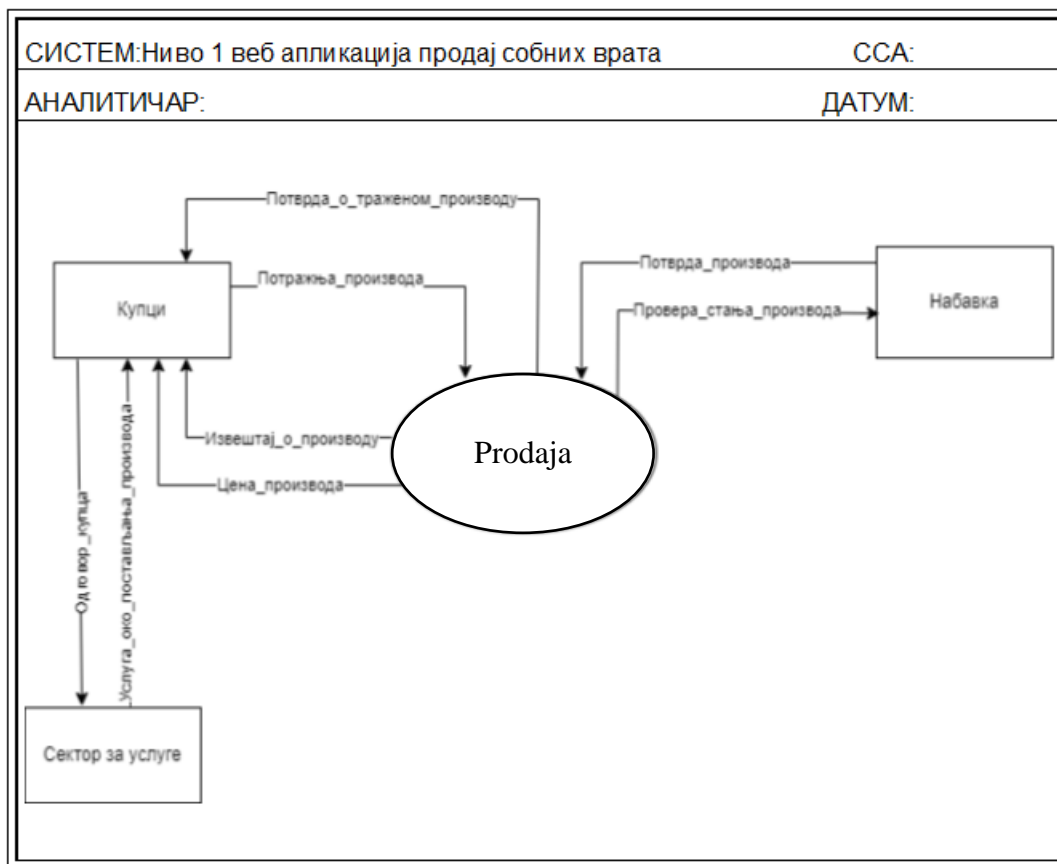 СИСТЕМ:Ниво 1 веб апликација продај собних врата
ССА:
АНАЛИТИЧАР:
ДАТУМ:
Потврда_о_траженом_производу
Потражња_производа
Купци
Потврда_производа
Провера_стања_производа
Набавка
Извештај_о_производу
Цена_производа
Prodaja
Одговор_купца
Услуга_око_постављања_производа
Сектор за услуге